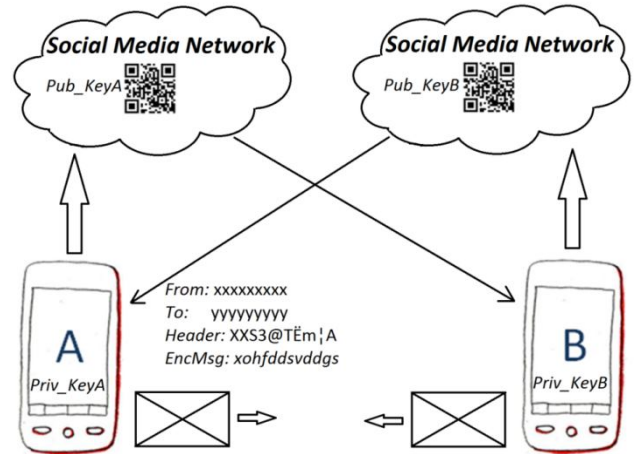 Social Media Network
Pub_KeyA
Social Media Network
Pub_KeyB
From: xxxxxxxxx
To: yyyyyyyyy
Header: XXS3@TËm¦A
EncMsg: xohfddsvddgs
A
Priv_KeyA
B
Priv_KeyB